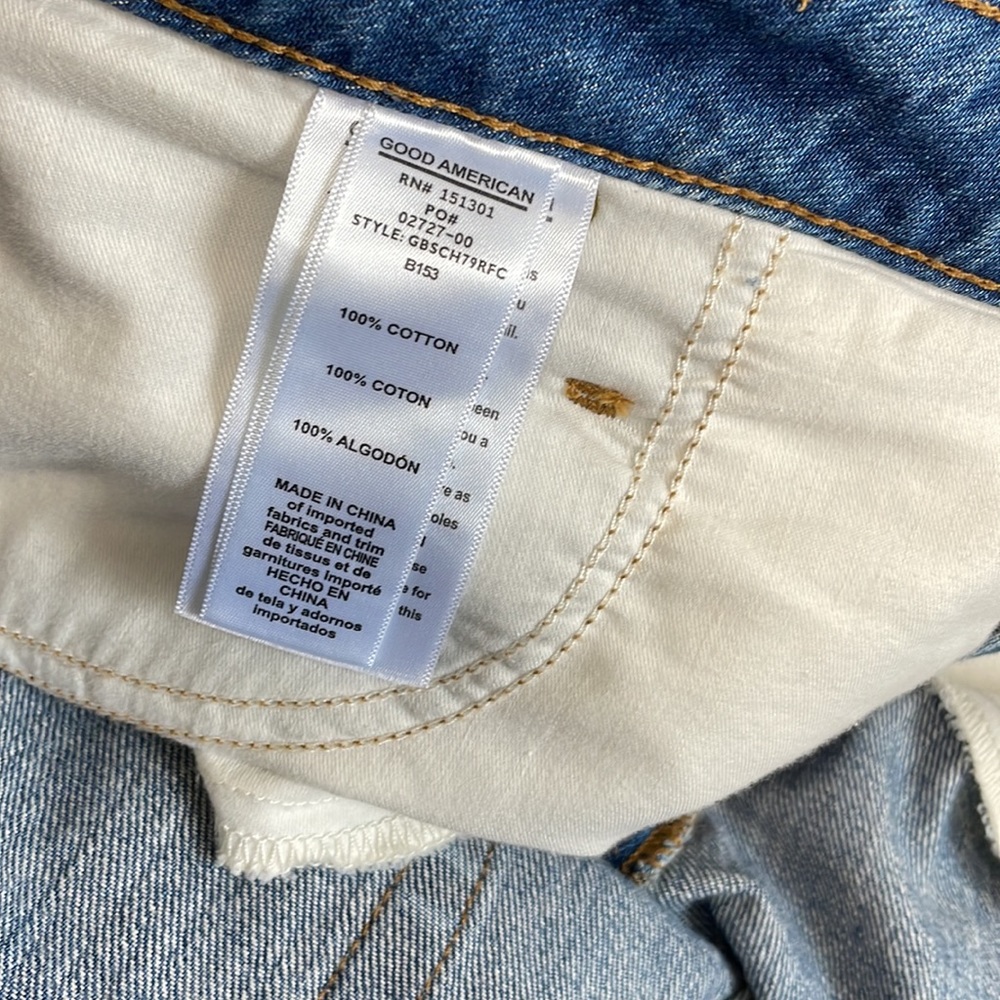 GOOD AMERICAN
RN# 151301
PO#
02727-00
STYLE: GBSCH79RFC
B153
100% COTTON
100% COTON
100% ALGODÓN
MADE IN CHINA
of imported
fabrics and trim
FABRIQUÉ EN CHINE
de tissus et de
garnitures importé
HECHO EN
CHINA
de tela y adornos
importados
for
this